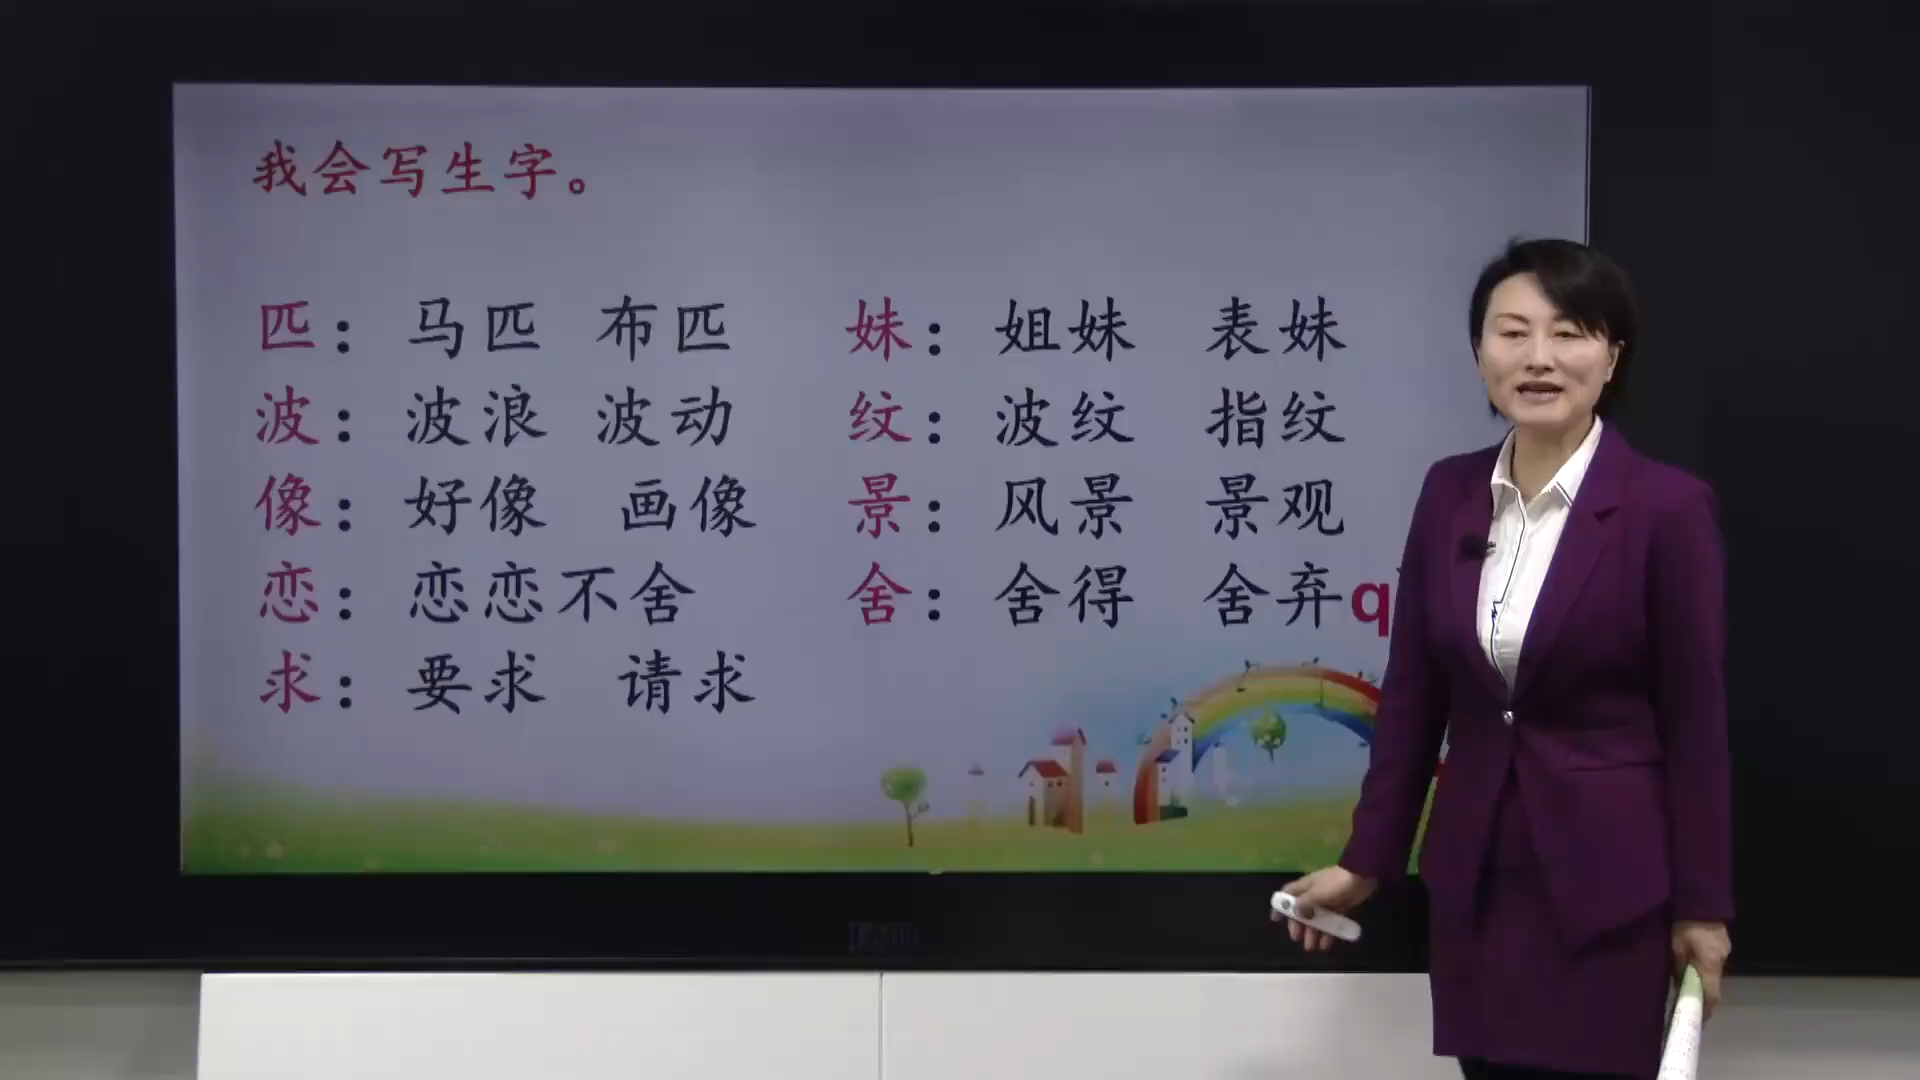 我会写生字。
匹：马匹 布匹 妹：姐妹 表妹
波：波浪 波动 纹：波纹 指纹
像：好像 画像 景：风景 景观
恋：恋恋不舍 舍：舍得 舍弃q
求：要求 请求